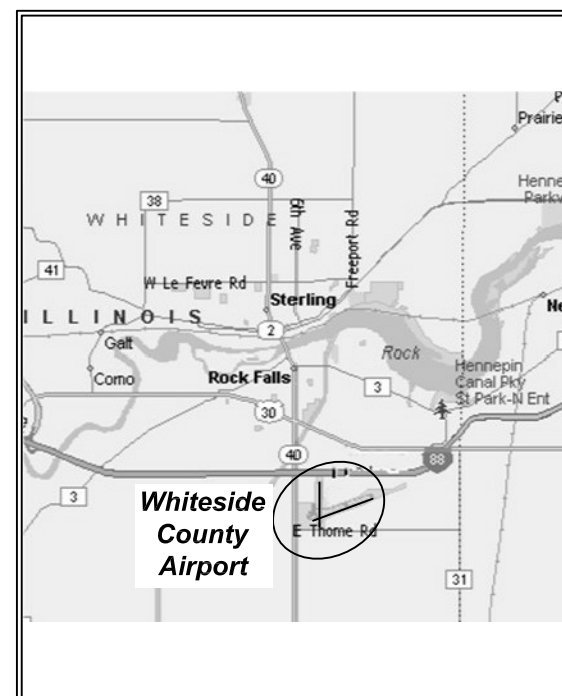 P
Prairie
40
Henne
Parkv
38
WHITESIDE
6th Ave
Freeport Rd
41
W Le Fevre Rd
Sterling
Ne
ILLINOIS
2
Galt
Rock
Como
Rock Falls
3
Hennepin
Canal Pky
St Park-N Ent
30
e
40
88
3
Whiteside
County
Airport
E Thome Rd
31